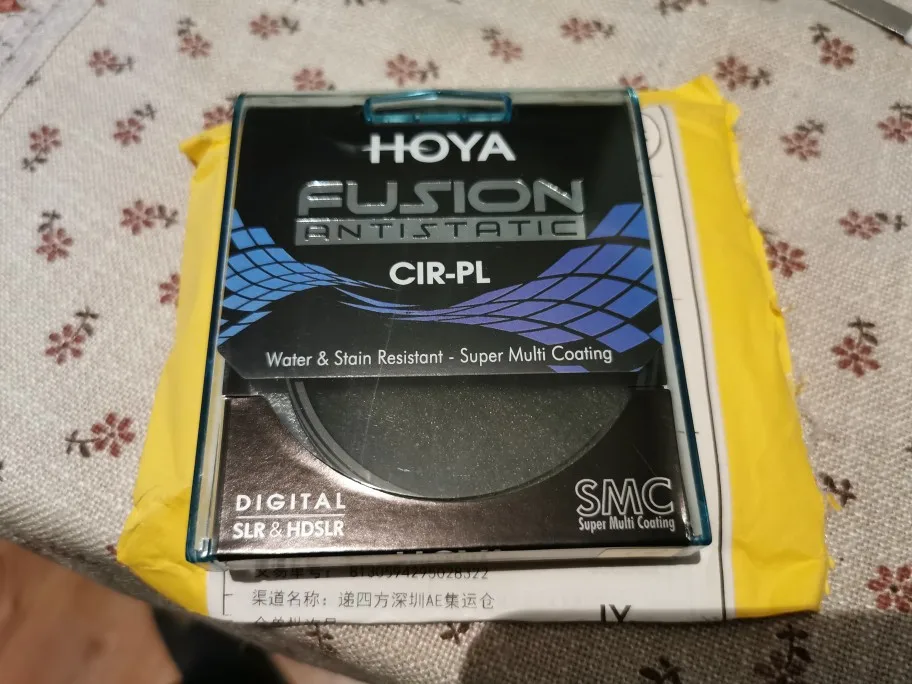 HOYA
FUSION
ANTISTATIC
CIR-PL
Water & Stain Resistant - Super Multi Coating
DIGITAL
SLR & HDSLR
SMC
Super Multi Coating
渠道名称: 递四方深圳AE集运仓